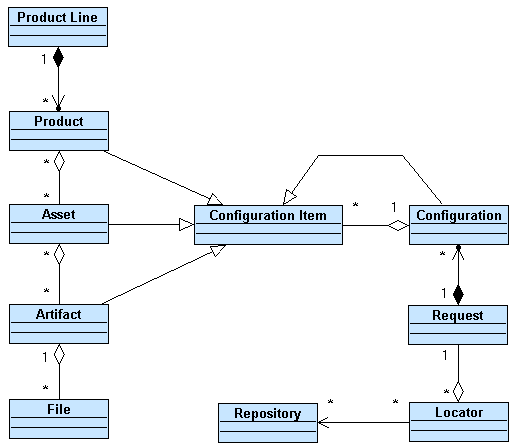 Product Line
1
*
Product
*
*
Asset
Configuration Item
*
1
Configuration
*
*
*
1
Artifact
Request
1
*
1
*
File
Repository
*
*
Locator